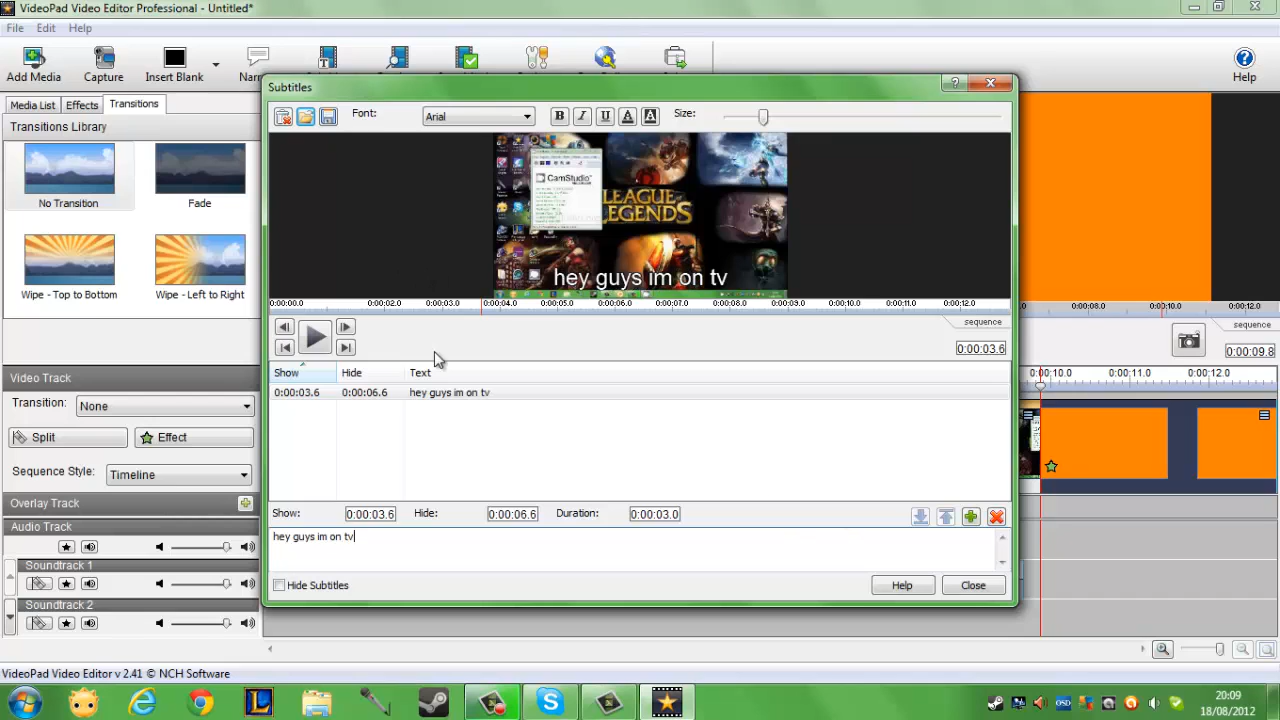 VideoPad Video Editor Professional - Untitled*
File Edit Help
Add Media
Capture
Insert Blank
Help
Subtitles
Font:
Arial
B I U A A
Size:
Media List
Effects
Transitions
Transitions Library
No Transition
Fade
Wipe - Top to Bottom
Wipe - Left to Right
CamStudio
LEAGUE
LEGENDS
hey guys im on tv
0:00:00.0 0:00:02.0 0:00:03.0 0:00:04.0 0:00:05.0 0:00:06.0 0:00:07.0 0:00:08.0 0:00:09.0 0:00:10.0 0:00:11.0 0:00:12.0
sequence
0:00:03.6
Show Hide Text
0:00:03.6 0:00:06.6 hey guys im on tv
Show: 0:00:03.6 Hide: 0:00:06.6 Duration: 0:00:03.0
hey guys im on tv
Hide Subtitles
Help
Close
0:00:08.0 0:00:10.0 0:00:12.0
sequence
0:00:09.8
0:00:10.0 0:00:11.0 0:00:12.0
Video Track
Transition: None
Split
Effect
Sequence Style: Timeline
Overlay Track
Audio Track
Soundtrack 1
Soundtrack 2
VideoPad Video Editor v 2.41 © NCH Software
20:09
18/08/2012